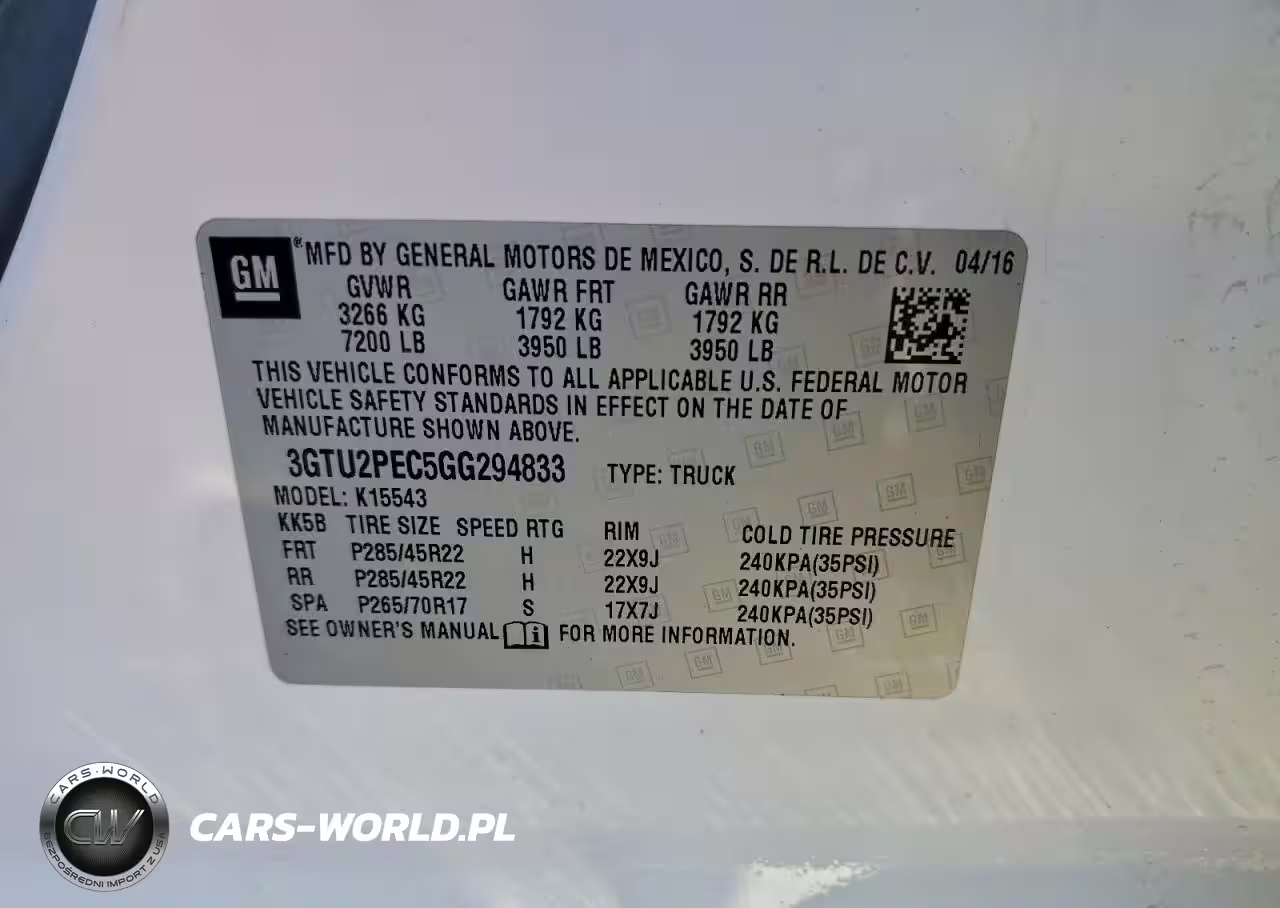 GM
® MFD BY GENERAL MOTORS DE MEXICO, S. DE R.L. DE C.V. 04/16
GVWR GAWR FRT GAWR RR
3266 KG 1792 KG 1792 KG
7200 LB 3950 LB 3950 LB
THIS VEHICLE CONFORMS TO ALL APPLICABLE U.S. FEDERAL MOTOR
VEHICLE SAFETY STANDARDS IN EFFECT ON THE DATE OF
MANUFACTURE SHOWN ABOVE.
3GTU2PEC5GG294833 TYPE: TRUCK
MODEL: K15543
KK5B TIRE SIZE SPEED RTG RIM COLD TIRE PRESSURE
FRT P285/45R22 H 22X9J 240KPA(35PSI)
RR P285/45R22 H 22X9J 240KPA(35PSI)
SPA P265/70R17 S 17X7J 240KPA(35PSI)
SEE OWNER'S MANUAL FOR MORE INFORMATION.
CARS-WORLD
CW
BEZPOŚREDNI IMPORT Z USA
CARS-WORLD.PL